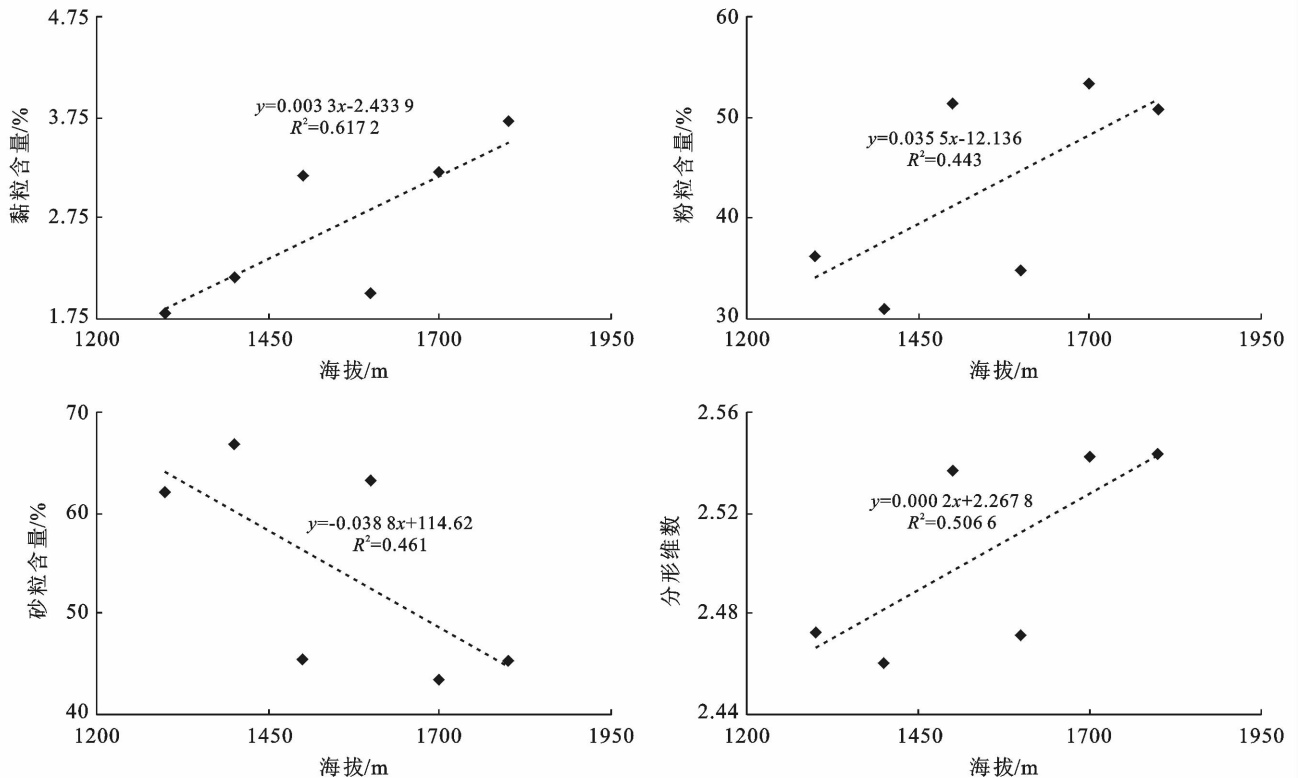 4.75
3.75
2.75
1.75
黏粒含量/%
y=0.003 3x-2.433 9
R²=0.617 2
1200 1450 1700 1950
海拔/m
60
50
40
30
粉粒含量/%
y=0.035 5x-12.136
R²=0.443
1200 1450 1700 1950
海拔/m
70
60
50
40
砂粒含量/%
y=-0.038 8x+114.62
R²=0.461
1200 1450 1700 1950
海拔/m
2.56
2.52
2.48
2.44
分形维数
y=0.000 2x+2.267 8
R²=0.506 6
1200 1450 1700 1950
海拔/m